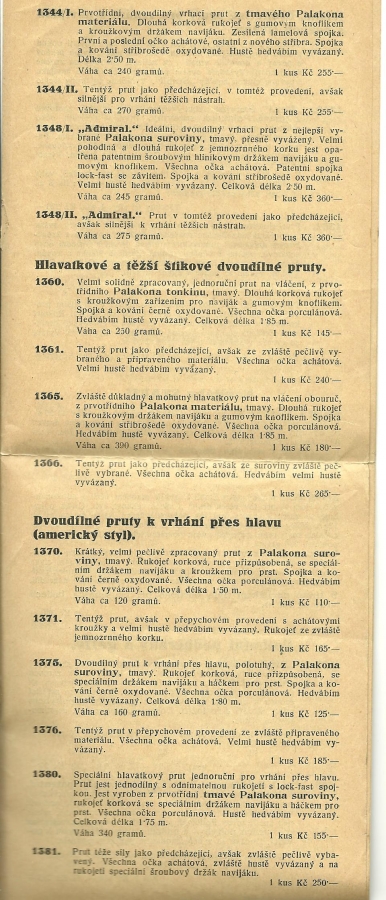 1344/I. Prvotřídní, dvoudílný vrhací prut z tmavého Palakona
materiálu. Dlouhá korková rukojeť s gumovým knoflíkem
a kroužkovým držákem navijáku. Zesílená lamelová spojka.
První a poslední očko achátové, ostatní z nového stříbra. Spojka
a kování stříbrošedě oxydované. Hustě hedvábím vyvázaný.
Délka 2·50 m.
Váha ca 240 gramů. 1 kus Kč 255·—
1344/II. Tentýž prut jako předcházející, v tomtéž provedení, avšak
silnější pro vrhání těžších nástrah.
Váha ca 270 gramů. 1 kus Kč 255·—
1348/I. „Admiral.“ Ideální, dvoudílný vrhací prut z nejlepší vy-
brané Palakona suroviny, tmavý, přesně vyvážený. Velmi
pohodlná a dlouhá rukojeť z jemnozrnného korku jest opa-
třena patentním šroubovým hliníkovým držákem navijáku a gu-
movým knoflíkem. Všechna očka achátová. Patentní spojka
lock-fast se závitem. Spojka a kování stříbrošedě oxydované.
Velmi hustě hedvábím vyvázaný. Celková délka 2·50 m.
Váha ca 245 gramů. 1 kus Kč 360·—
1348/II. „Admiral.“ Prut v tomtéž provedení jako předcházející,
avšak silnější k vrhání těžších nástrah.
Váha ca 275 gramů. 1 kus Kč 360·—
Hlavatkové a těžší štikové dvoudílné pruty.
1360. Velmi solidně zpracovaný, jednoruční prut na vláčení, z prvo-
třídního Palakona tonkinu, tmavý. Dlouhá korková rukojeť
s kroužkovým zařízením pro naviják a gumovým knoflíkem.
Spojka a kování černě oxydované. Všechna očka porculánová.
Hedvábím hustě vyvázaný. Celková délka 1·85 m.
Váha ca 250 gramů. 1 kus Kč 145·—
1361. Tentýž prut jako předcházející, avšak ze zvláště pečlivě vy-
braného a připraveného materiálu. Všechna očka achátová.
Velmi hustě hedvábím vyvázaný.
1 kus Kč 240·—
1365. Zvláště důkladný a mohutný hlavatkový prut na vláčení obouruč,
z prvotřídního Palakona materálu, tmavý. Dlouhá rukojeť
s kroužkovým držákem navijáku a gumovým knoflíkem. Spojka
a kování stříbrošedě oxydované. Všechna očka porculánová.
Hedvábím hustě vyvázaný. Celková délka 1·85 m.
Váha ca 390 gramů. 1 kus Kč 180·—
1366. Tentýž prut jako předcházející, avšak ze suroviny zvláště peč-
livě vybrané. Všechna očka achátová. Hedvábím velmi hustě
vyvázaný.
1 kus Kč 265·—
Dvoudílné pruty k vrhání přes hlavu
(americký styl).
1370. Krátký, velmi pečlivě zpracovaný prut z Palakona suro-
viny, tmavý. Rukojeť korková, ruce přizpůsobená, se speciál-
ním držákem navijáku a kroužkem pro prst. Spojka a ko-
vání černě oxydované. Všechna očka porculánová. Hedvábím
hustě vyvázaný. Celková délka 1·50 m.
Váha ca 120 gramů. 1 kus Kč 110·—
1371. Tentýž prut, avšak v přepychovém provedení s achátovými
kroužky a velmi hustě hedvábím vyvázaný. Rukojeť ze zvláště
jemnozrnného korku.
1 kus Kč 165·—
1375. Dvoudílný prut k vrhání přes hlavu, polotuhý, z Palakona
suroviny, tmavý. Rukojeť korková, ruce přizpůsobená, se
speciálním držákem navijáku a háčkem pro prst. Spojka a ko-
vání černě oxydované. Všechna očka porculánová. Hedvábím
hustě vyvázaný. Celková délka 1·80 m.
Váha ca 160 gramů. 1 kus Kč 125·—
1376. Tentýž prut v přepychovém provedení ze zvláště připraveného
materiálu. Všechna očka achátová. Velmi hustě hedvábím vy-
vázaný.
1 kus Kč 185·—
1380. Speciální hlavatkový prut jednoruční pro vrhání přes hlavu.
Prut jest jednodílný s odnímatelnou rukojetí s lock-fast spoj-
kou. Jest vyroben z prvotřídní tmavé Palakona suroviny,
rukojeť korková se speciálním držákem navijáku a háčkem pro
prst. Všechna očka porculánová. Hustě hedvábím vyvázaný.
Celková délka 1·75 m.
Váha 340 gramů. 1 kus Kč 155·—
1381. Prut téže síly jako předcházející, avšak zvláště pečlivě vyba-
vený. Všechna očka achátová, zvláště hustě vyvázaný a na
rukojeti speciální šroubový držák navijáku.
1 kus Kč 250·—